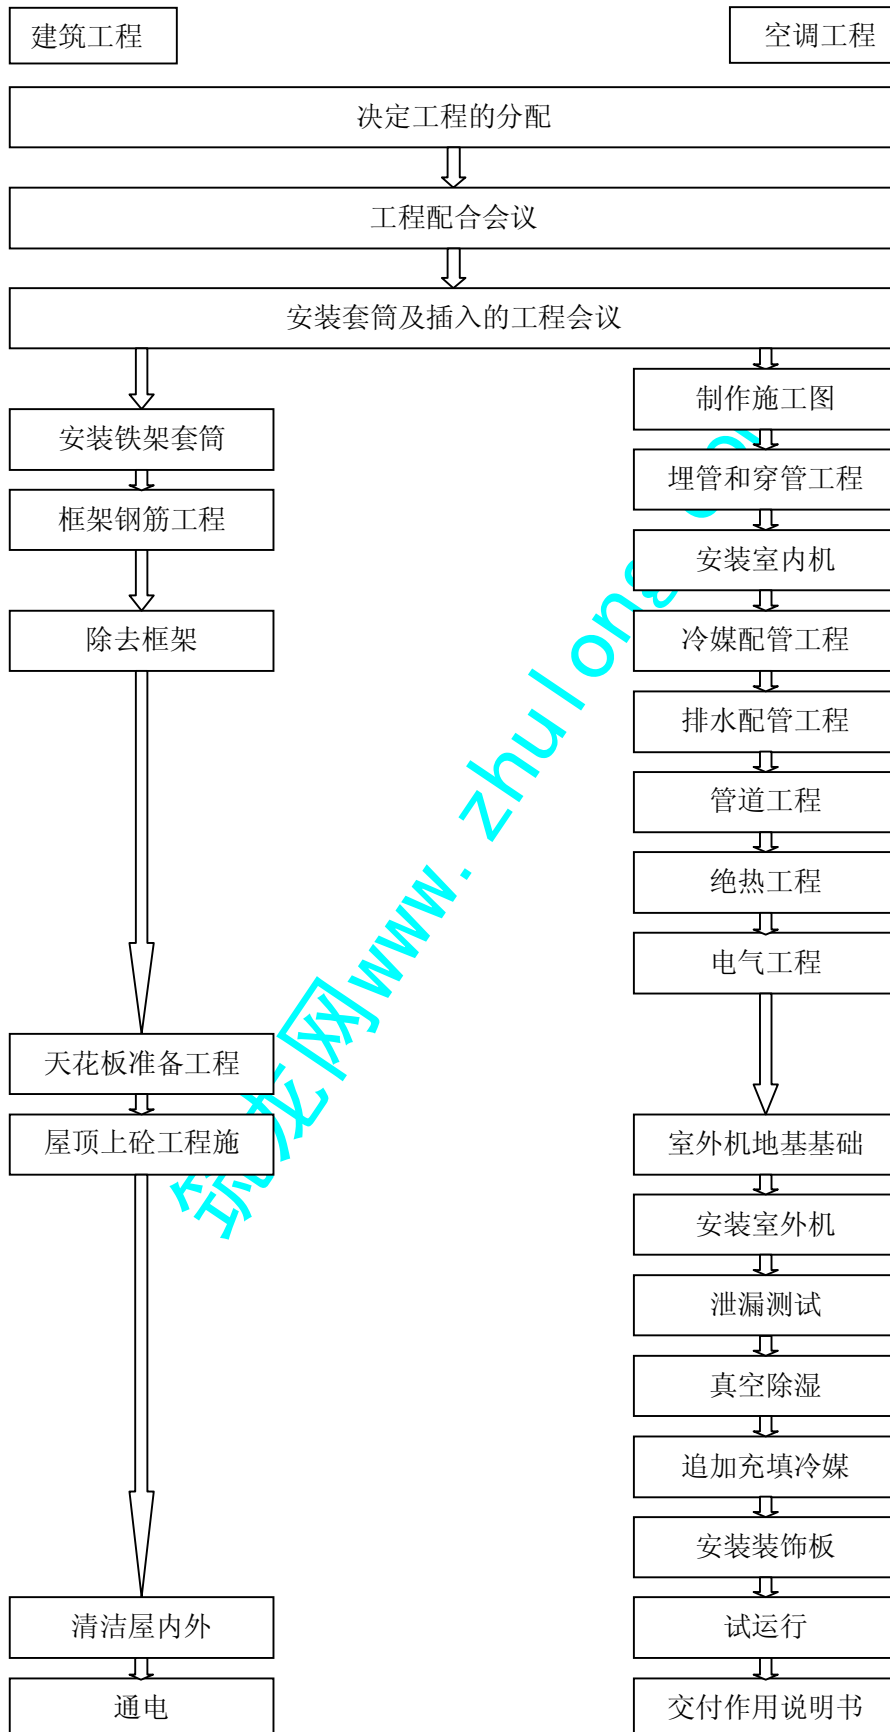 建筑工程
空调工程
决定工程的分配
工程配合会议
安装套筒及插入的工程会议
安装铁架套筒
框架钢筋工程
除去框架
天花板准备工程
屋顶上砼工程施
清洁屋内外
通电
制作施工图
埋管和穿管工程
安装室内机
冷媒配管工程
排水配管工程
管道工程
绝热工程
电气工程
室外机地基基础
安装室外机
泄漏测试
真空除湿
追加充填冷媒
安装装饰板
试运行
交付作用说明书
筑龙网www.zhulong